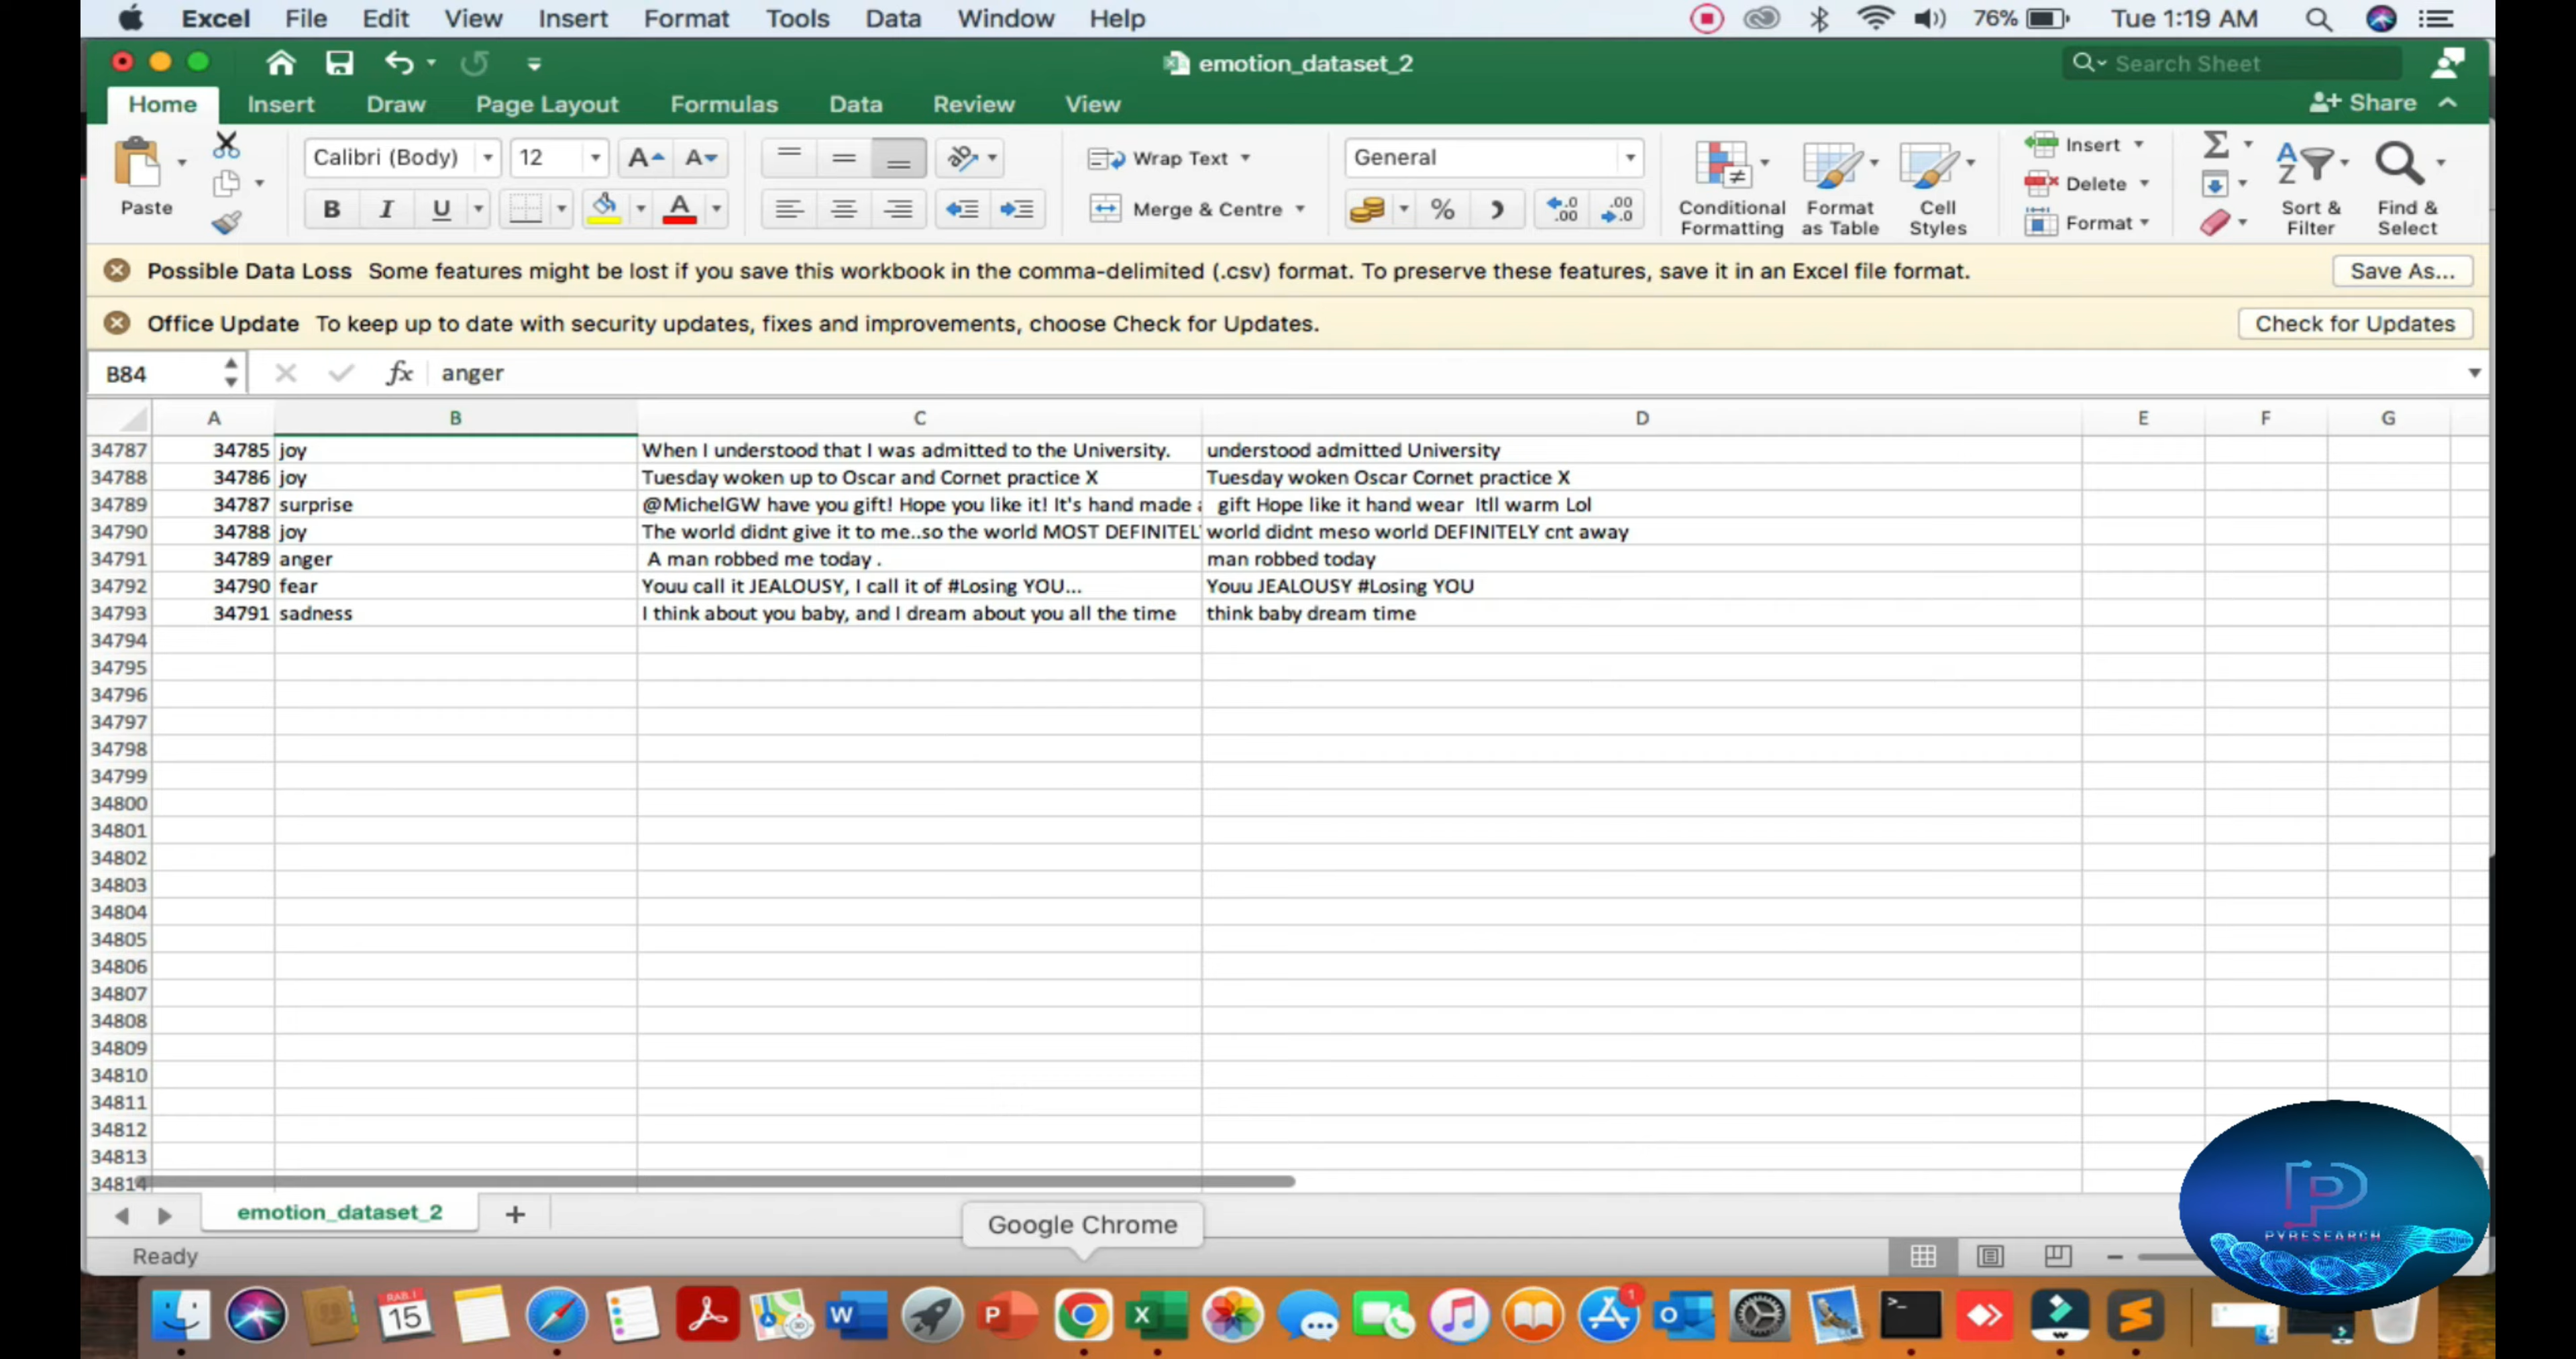 Excel File Edit View Insert Format Tools Data Window Help 76% Tue 1:19 AM
emotion_dataset_2 Search Sheet
Home Insert Draw Page Layout Formulas Data Review View Share
Paste Calibri (Body) 12 A A Wrap Text General Conditional Formatting Format as Table Cell Styles Insert Sort & Filter Find & Select
B I U A Merge & Centre % Delete
Format
Possible Data Loss Some features might be lost if you save this workbook in the comma-delimited (.csv) format. To preserve these features, save it in an Excel file format. Save As...
Office Update To keep up to date with security updates, fixes and improvements, choose Check for Updates. Check for Updates
B84 fx anger
A B C D E F G
34787 34785 joy When I understood that I was admitted to the University. understood admitted University
34788 34786 joy Tuesday woken up to Oscar and Cornet practice X Tuesday woken Oscar Cornet practice X
34789 34787 surprise @MichelGW have you gift! Hope you like it! It's hand made gift Hope like it hand wear Itll warm Lol
34790 34788 joy The world didnt give it to me..so the world MOST DEFINITEL world didnt meso world DEFINITELY cnt away
34791 34789 anger A man robbed me today . man robbed today
34792 34790 fear Youu call it JEALOUSY, I call it of #Losing YOU... Youu JEALOUSY #Losing YOU
34793 34791 sadness I think about you baby, and I dream about you all the time think baby dream time
34794
34795
34796
34797
34798
34799
34800
34801
34802
34803
34804
34805
34806
34807
34808
34809
34810
34811
34812
34813
34814
emotion_dataset_2 +
Google Chrome
Ready
PYRESEARCH
RAB. I
15
W P X 1 O